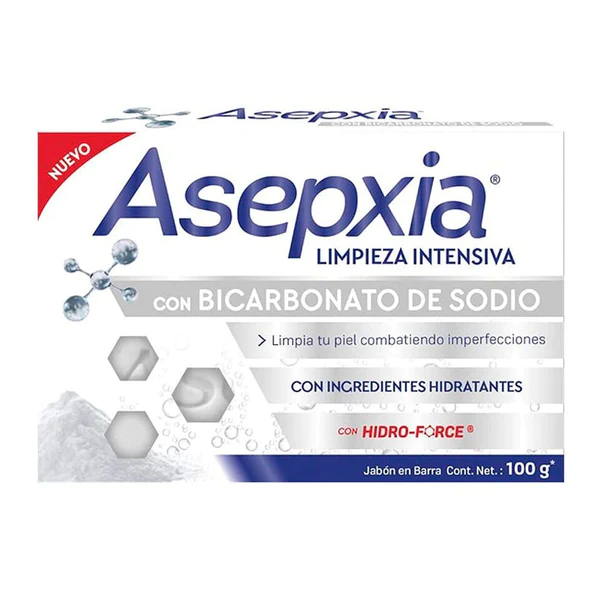 Asepxia
CON BICARBONATO DE SODIO
NUEVO
Asepxia®
LIMPIEZA INTENSIVA
CON BICARBONATO DE SODIO
> Limpia tu piel combatiendo imperfecciones
CON INGREDIENTES HIDRATANTES
CON HIDRO-FORCE®
Jabón en Barra Cont. Net.: 100 g*